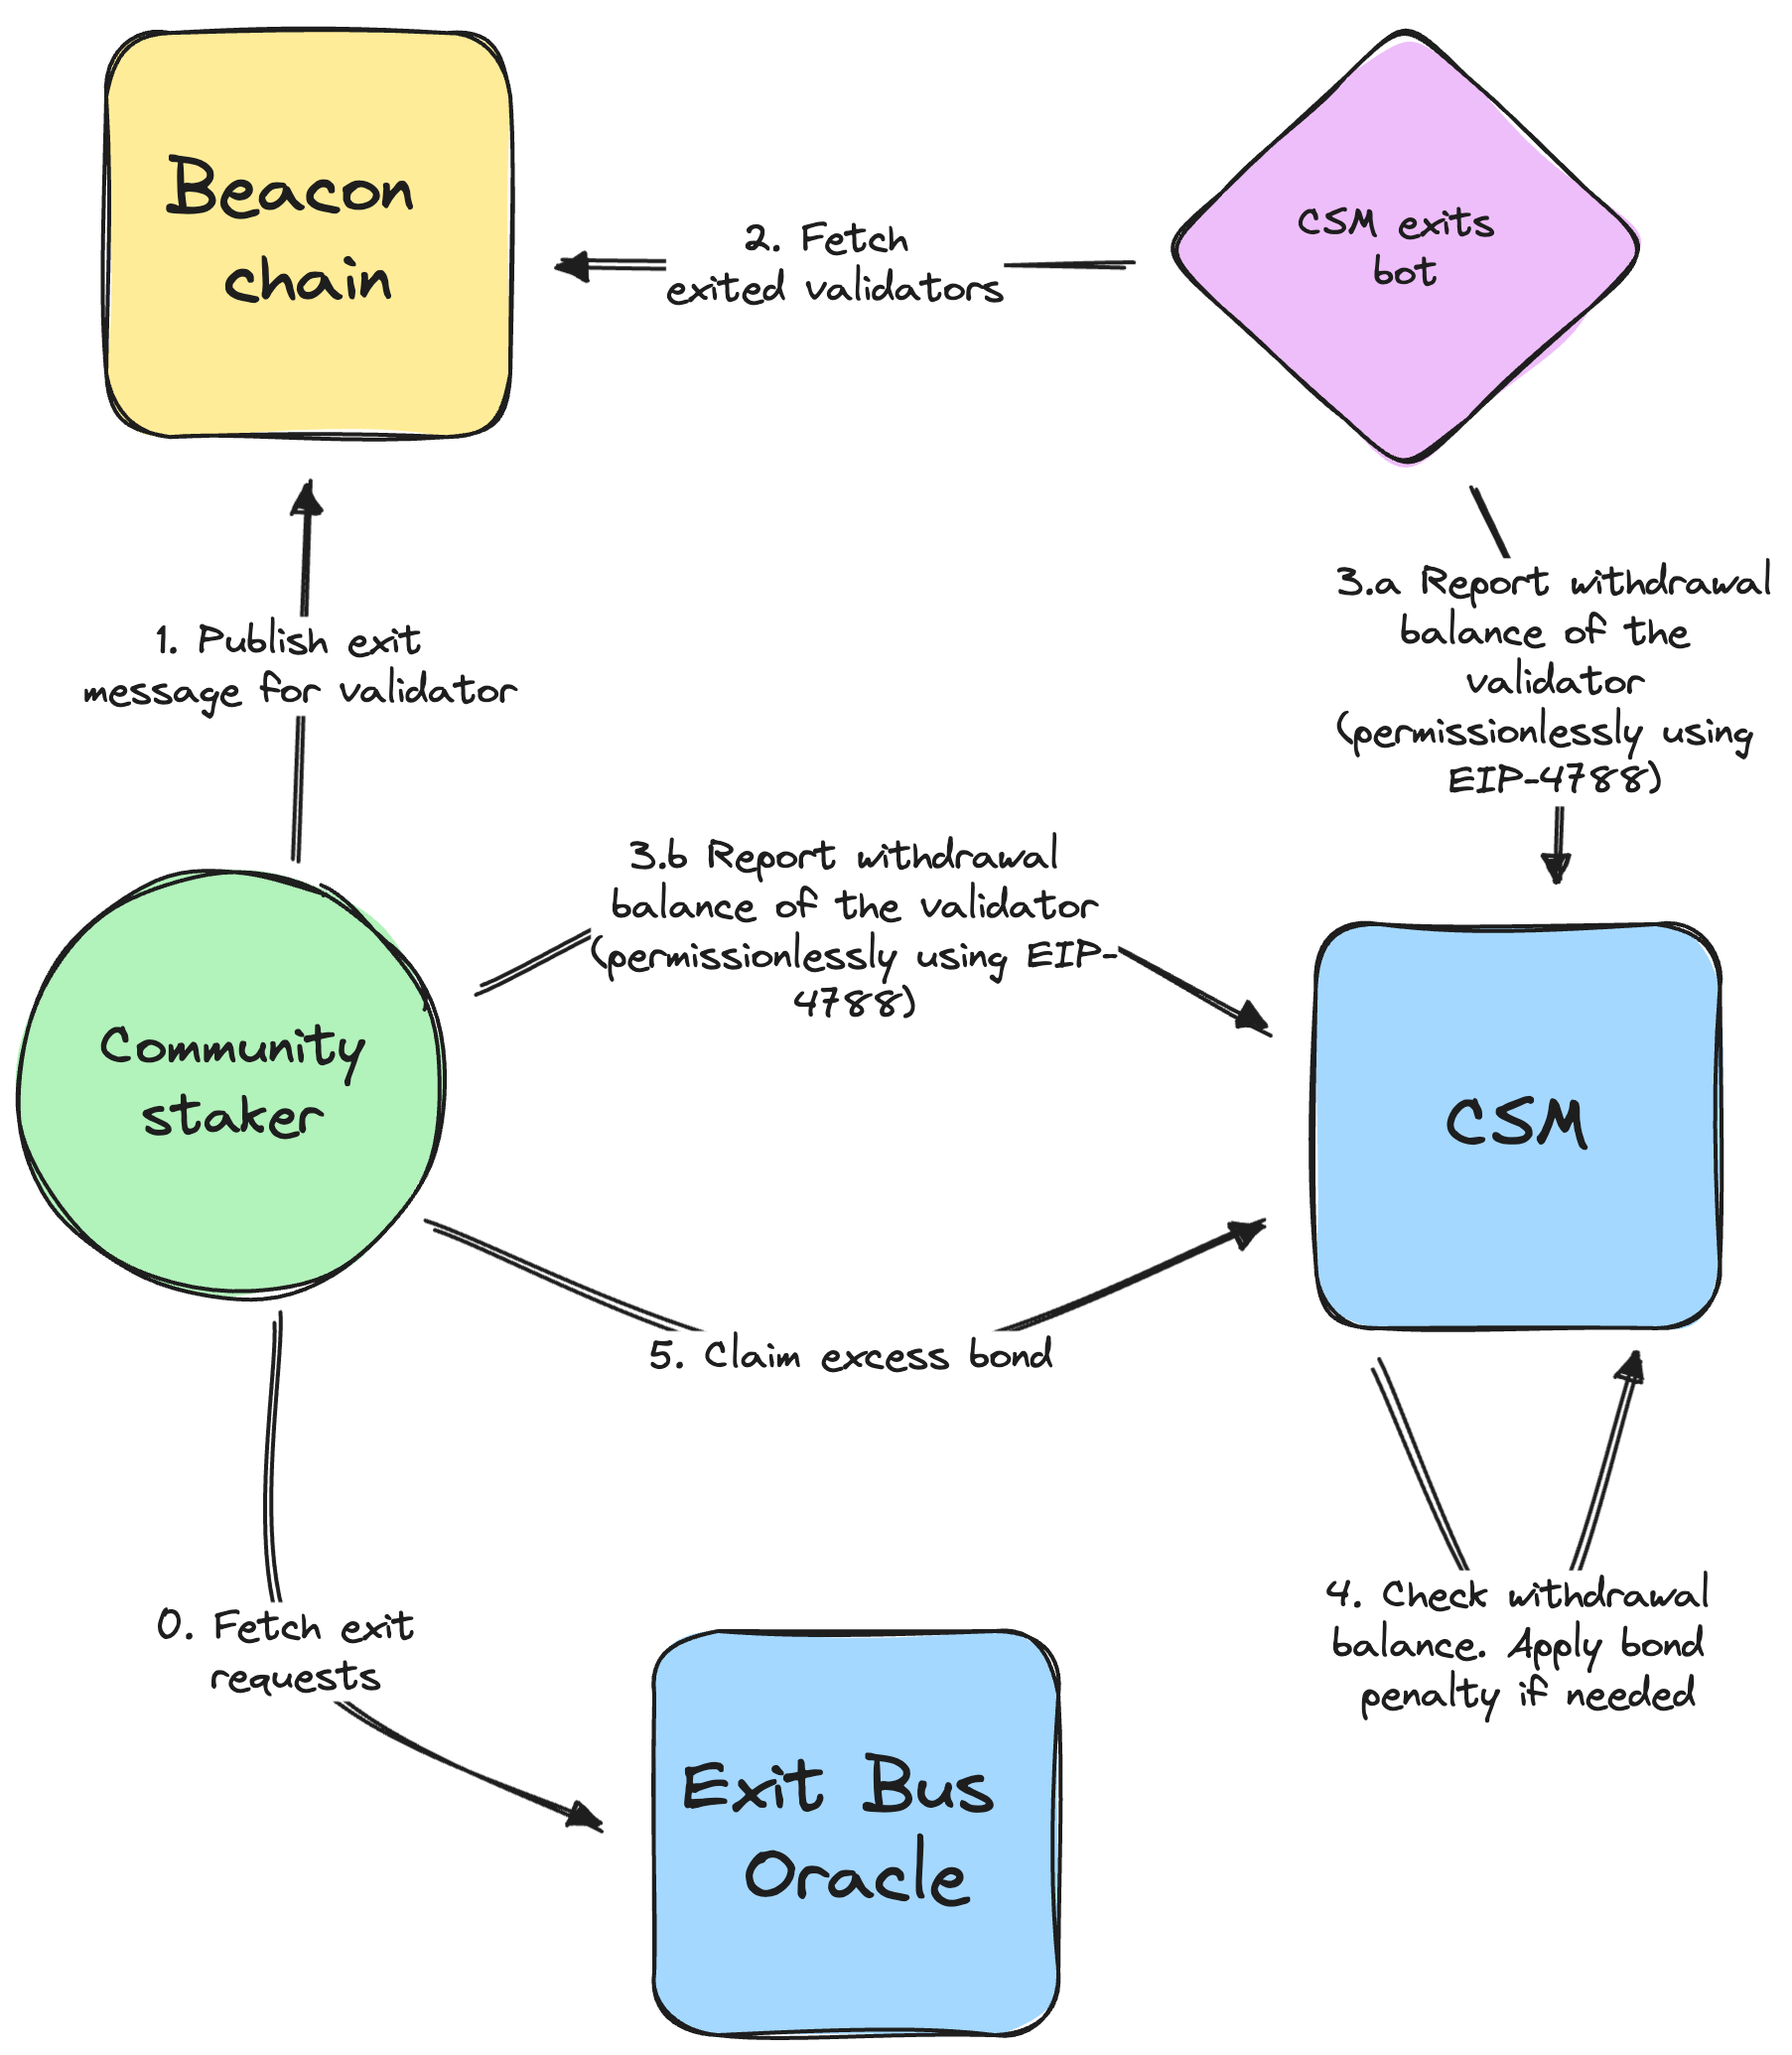 Beacon
chain
CSM exits
bot
2. Fetch
exited validators
1. Publish exit
message for validator
3.a Report withdrawal
balance of the
validator
(permissionlessly using
EIP-4788)
3.b Report withdrawal
balance of the validator
(permissionlessly using EIP-
4788)
Community
staker
CSM
5. Claim excess bond
0. Fetch exit
requests
4. Check withdrawal
balance. Apply bond
penalty if needed
Exit Bus
Oracle